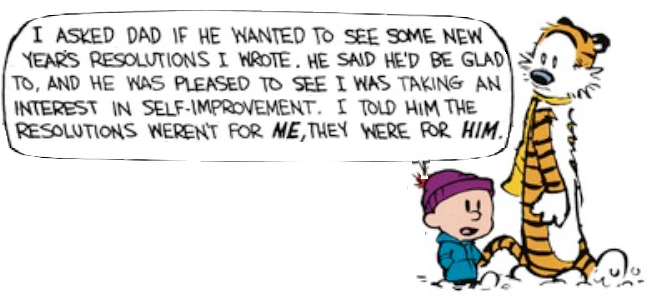 I ASKED DAD IF HE WANTED TO SEE SOME NEW
YEAR'S RESOLUTIONS I WROTE. HE SAID HE'D BE GLAD
TO, AND HE WAS PLEASED TO SEE I WAS TAKING AN
INTEREST IN SELF-IMPROVEMENT. I TOLD HIM THE
RESOLUTIONS WEREN'T FOR ME, THEY WERE FOR HIM.